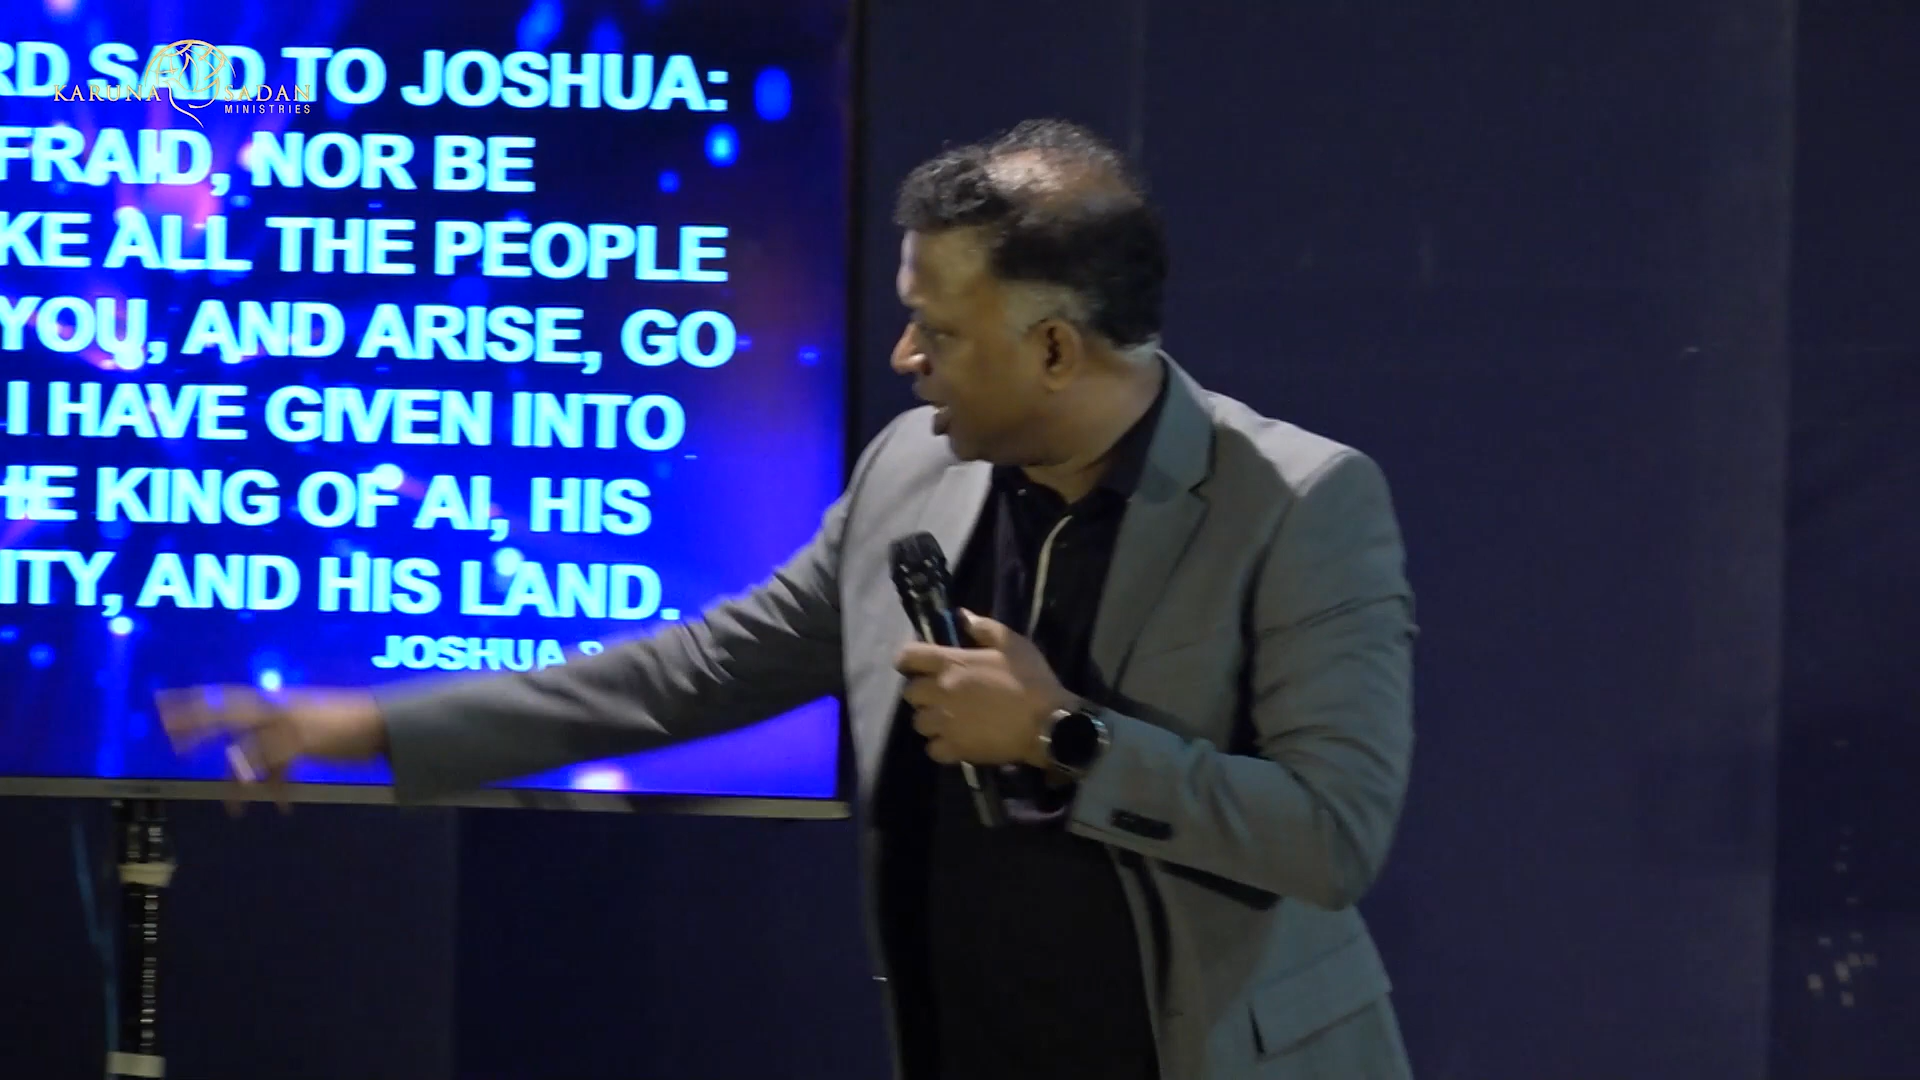 RD SAID TO JOSHUA:
KARUNA SADAN
MINISTRIES
FRAID, NOR BE
KE ALL THE PEOPLE
YOU, AND ARISE, GO
I HAVE GIVEN INTO
HE KING OF AI, HIS
ITY, AND HIS LAND.
JOSHUA